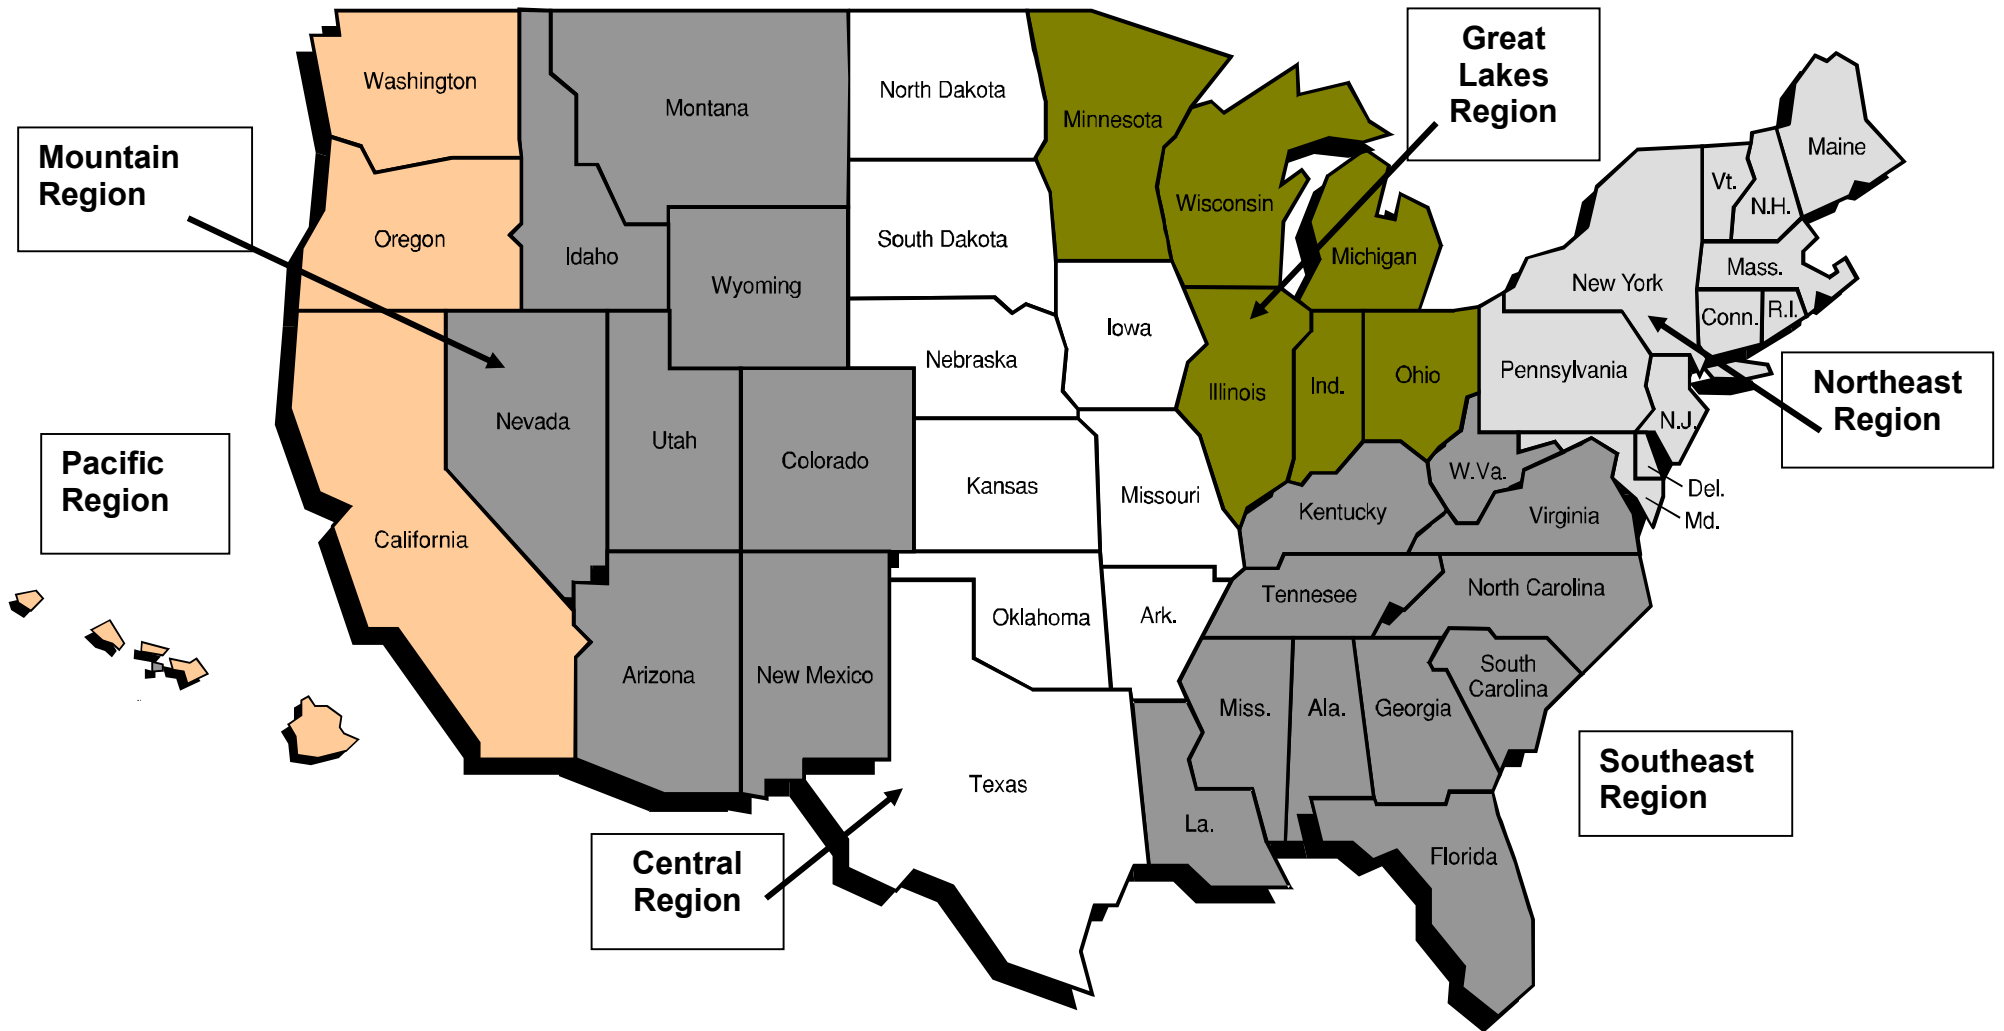 Great
Lakes
Region
Mountain
Region
Pacific
Region
Northeast
Region
Southeast
Region
Central
Region
Washington
Montana
North Dakota
Minnesota
Maine
Vt.
N.H.
Oregon
Idaho
Wyoming
South Dakota
Wisconsin
Michigan
New York
Mass.
Conn.
R.I.
Iowa
Nebraska
Nevada
Utah
Colorado
Kansas
Missouri
Illinois
Ind.
Ohio
Pennsylvania
N.J.
W.Va.
Del.
Md.
Kentucky
Virginia
California
Arizona
New Mexico
Oklahoma
Ark.
Tennesee
North Carolina
South
Carolina
Miss.
Ala.
Georgia
Texas
La.
Florida